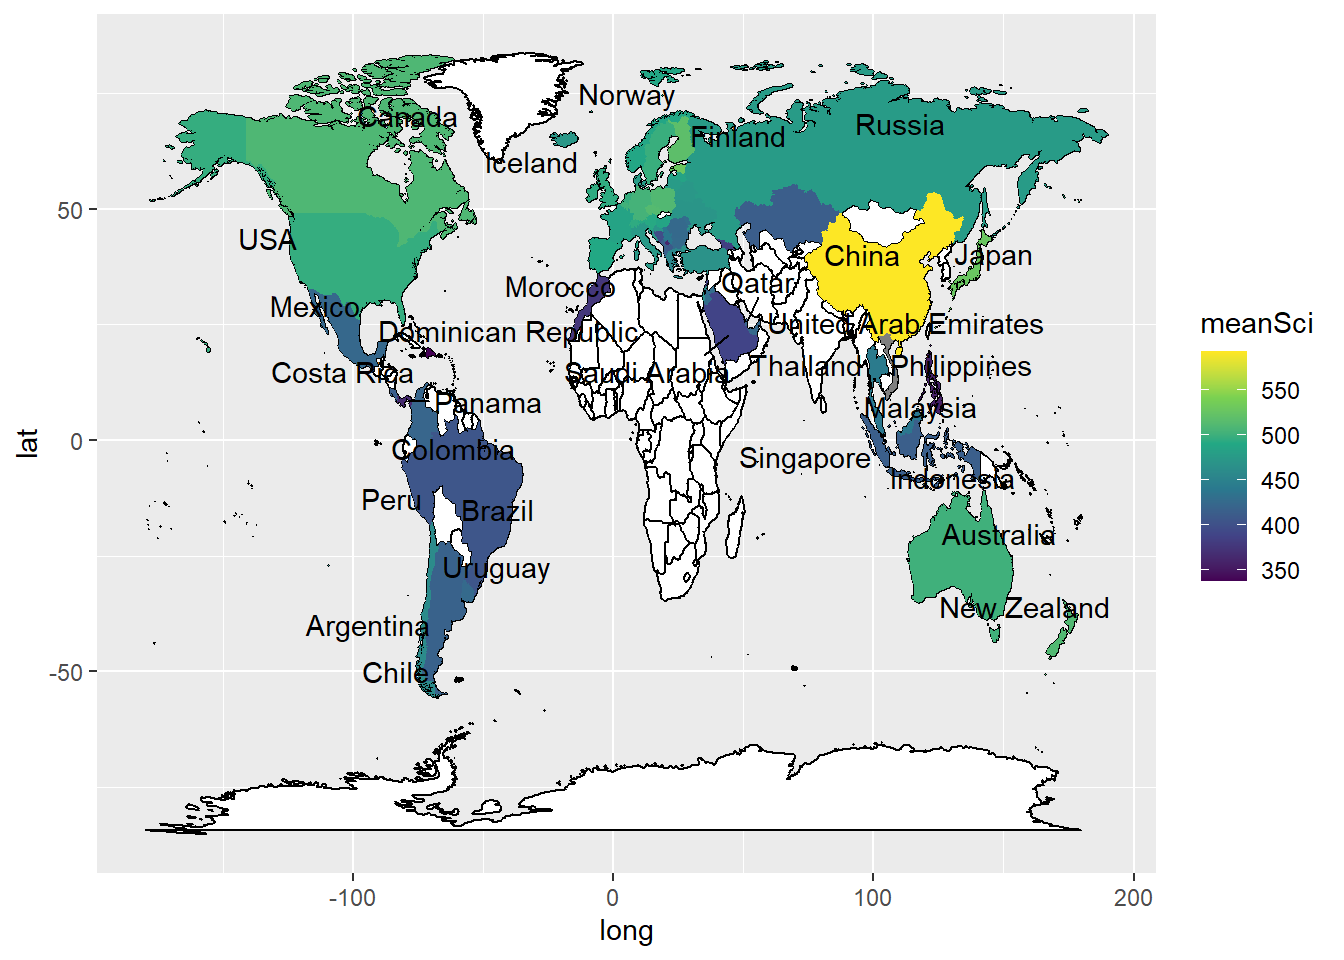 Norway
Canada
Finland
Russia
Iceland
50
USA
China
Japan
Qatar
Morocco
Mexico
United Arab Emirates
Dominican Republic
Thailand
Philippines
Costa Rica
Saudi Arabia
Panama
Malaysia
0
Colombia
Singapore
Indonesia
Peru
Brazil
Australia
Uruguay
New Zealand
Argentina
Chile
-50
lat
-100
0
100
200
long
meanSci
550
500
450
400
350